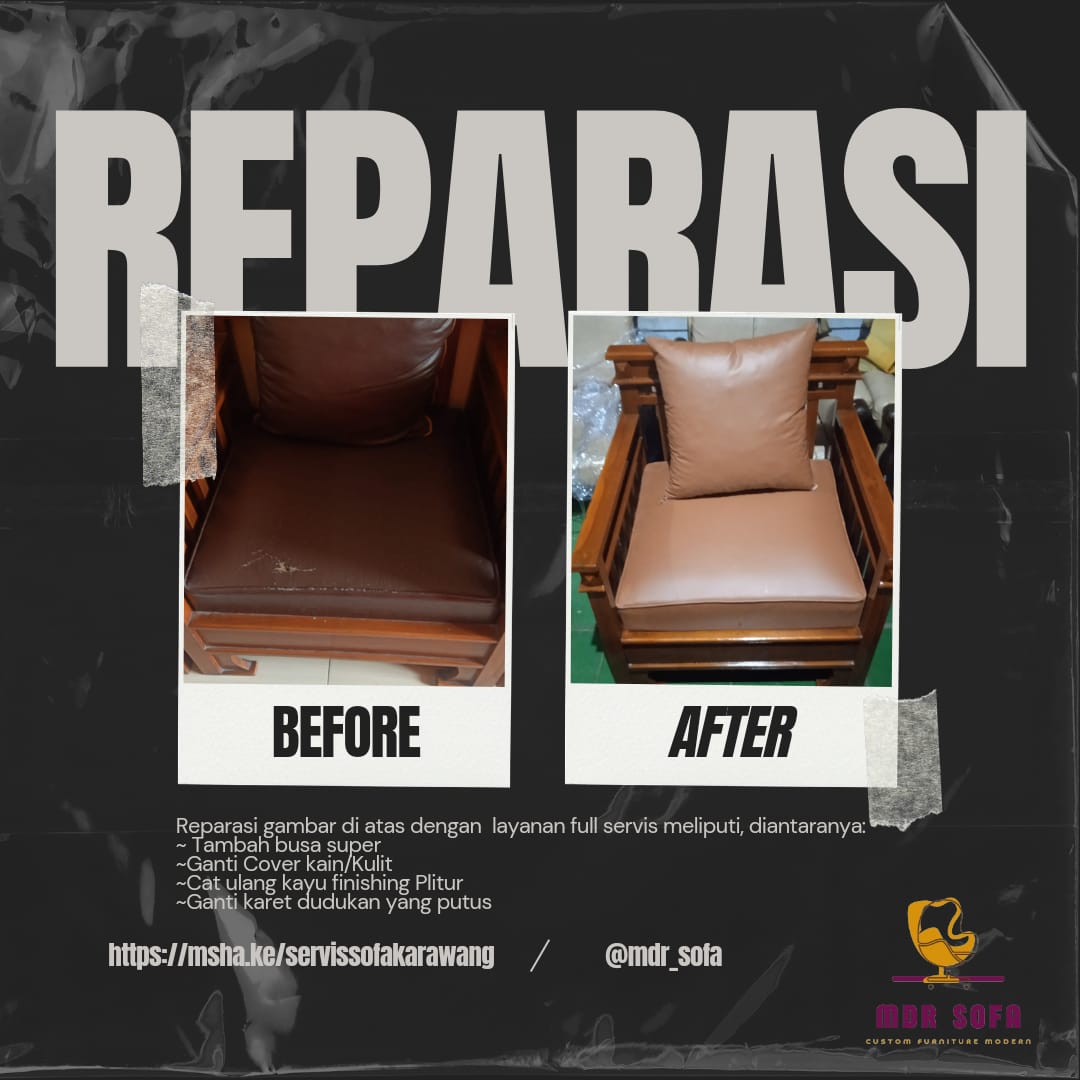 REPARASI
BEFORE
AFTER
Reparasi gambar di atas dengan layanan full servis meliputi, diantaranya:
~ Tambah busa super
~Ganti Cover kain/Kulit
~Cat ulang kayu finishing Plitur
~Ganti karet dudukan yang putus
https://msha.ke/servissofakarawang / @mdr_sofa
MDR SOFA
CUSTOM FURNITURE MODERN